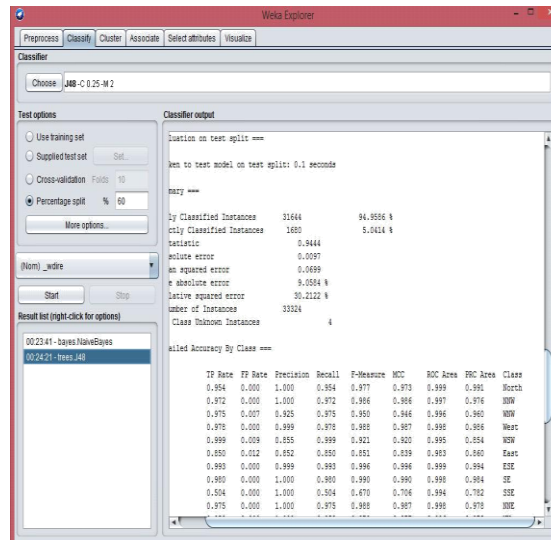 Weka Explorer
Preprocess Classify Cluster Associate Select attributes Visualize
Classifier
Choose J48 -C 0.25 -M 2
Test options
Use training set
Supplied test set Set...
Cross-validation Folds 10
Percentage split % 60
More options...
(Nom) _wdire
Start Stop
Result list (right-click for options)
00:23:41 - bayes.NaiveBayes
00:24:21 - trees.J48
Classifier output
luation on test split ===
ken to test model on test split: 0.1 seconds
mary ===
ly Classified Instances 31644 94.9586 %
ctly Classified Instances 1680 5.0414 %
tatistic 0.9444
solute error 0.0097
an squared error 0.0699
e absolute error 9.0584 %
lative squared error 30.2122 %
umber of Instances 33324
Class Unknown Instances 4
ailed Accuracy By Class ===
TP Rate FP Rate Precision Recall F-Measure MCC ROC Area PRC Area Class
0.954 0.000 1.000 0.954 0.977 0.973 0.999 0.991 North
0.972 0.000 1.000 0.972 0.986 0.986 0.997 0.976 NNW
0.975 0.007 0.925 0.975 0.950 0.946 0.996 0.960 WNW
0.978 0.000 0.999 0.978 0.988 0.987 0.998 0.986 West
0.999 0.009 0.855 0.999 0.921 0.920 0.995 0.854 WSW
0.850 0.012 0.852 0.850 0.851 0.839 0.983 0.860 East
0.993 0.000 0.999 0.993 0.996 0.996 0.999 0.994 ESE
0.980 0.000 1.000 0.980 0.990 0.990 0.998 0.984 SE
0.504 0.000 1.000 0.504 0.670 0.706 0.994 0.782 SSE
0.975 0.000 1.000 0.975 0.988 0.987 0.998 0.978 NNE